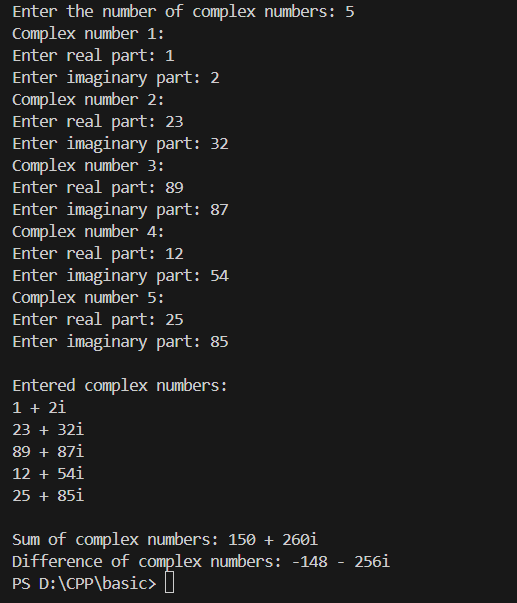 Enter the number of complex numbers: 5
Complex number 1:
Enter real part: 1
Enter imaginary part: 2
Complex number 2:
Enter real part: 23
Enter imaginary part: 32
Complex number 3:
Enter real part: 89
Enter imaginary part: 87
Complex number 4:
Enter real part: 12
Enter imaginary part: 54
Complex number 5:
Enter real part: 25
Enter imaginary part: 85
Entered complex numbers:
1 + 2i
23 + 32i
89 + 87i
12 + 54i
25 + 85i
Sum of complex numbers: 150 + 260i
Difference of complex numbers: -148 - 256i
PS D:\CPP\basic>